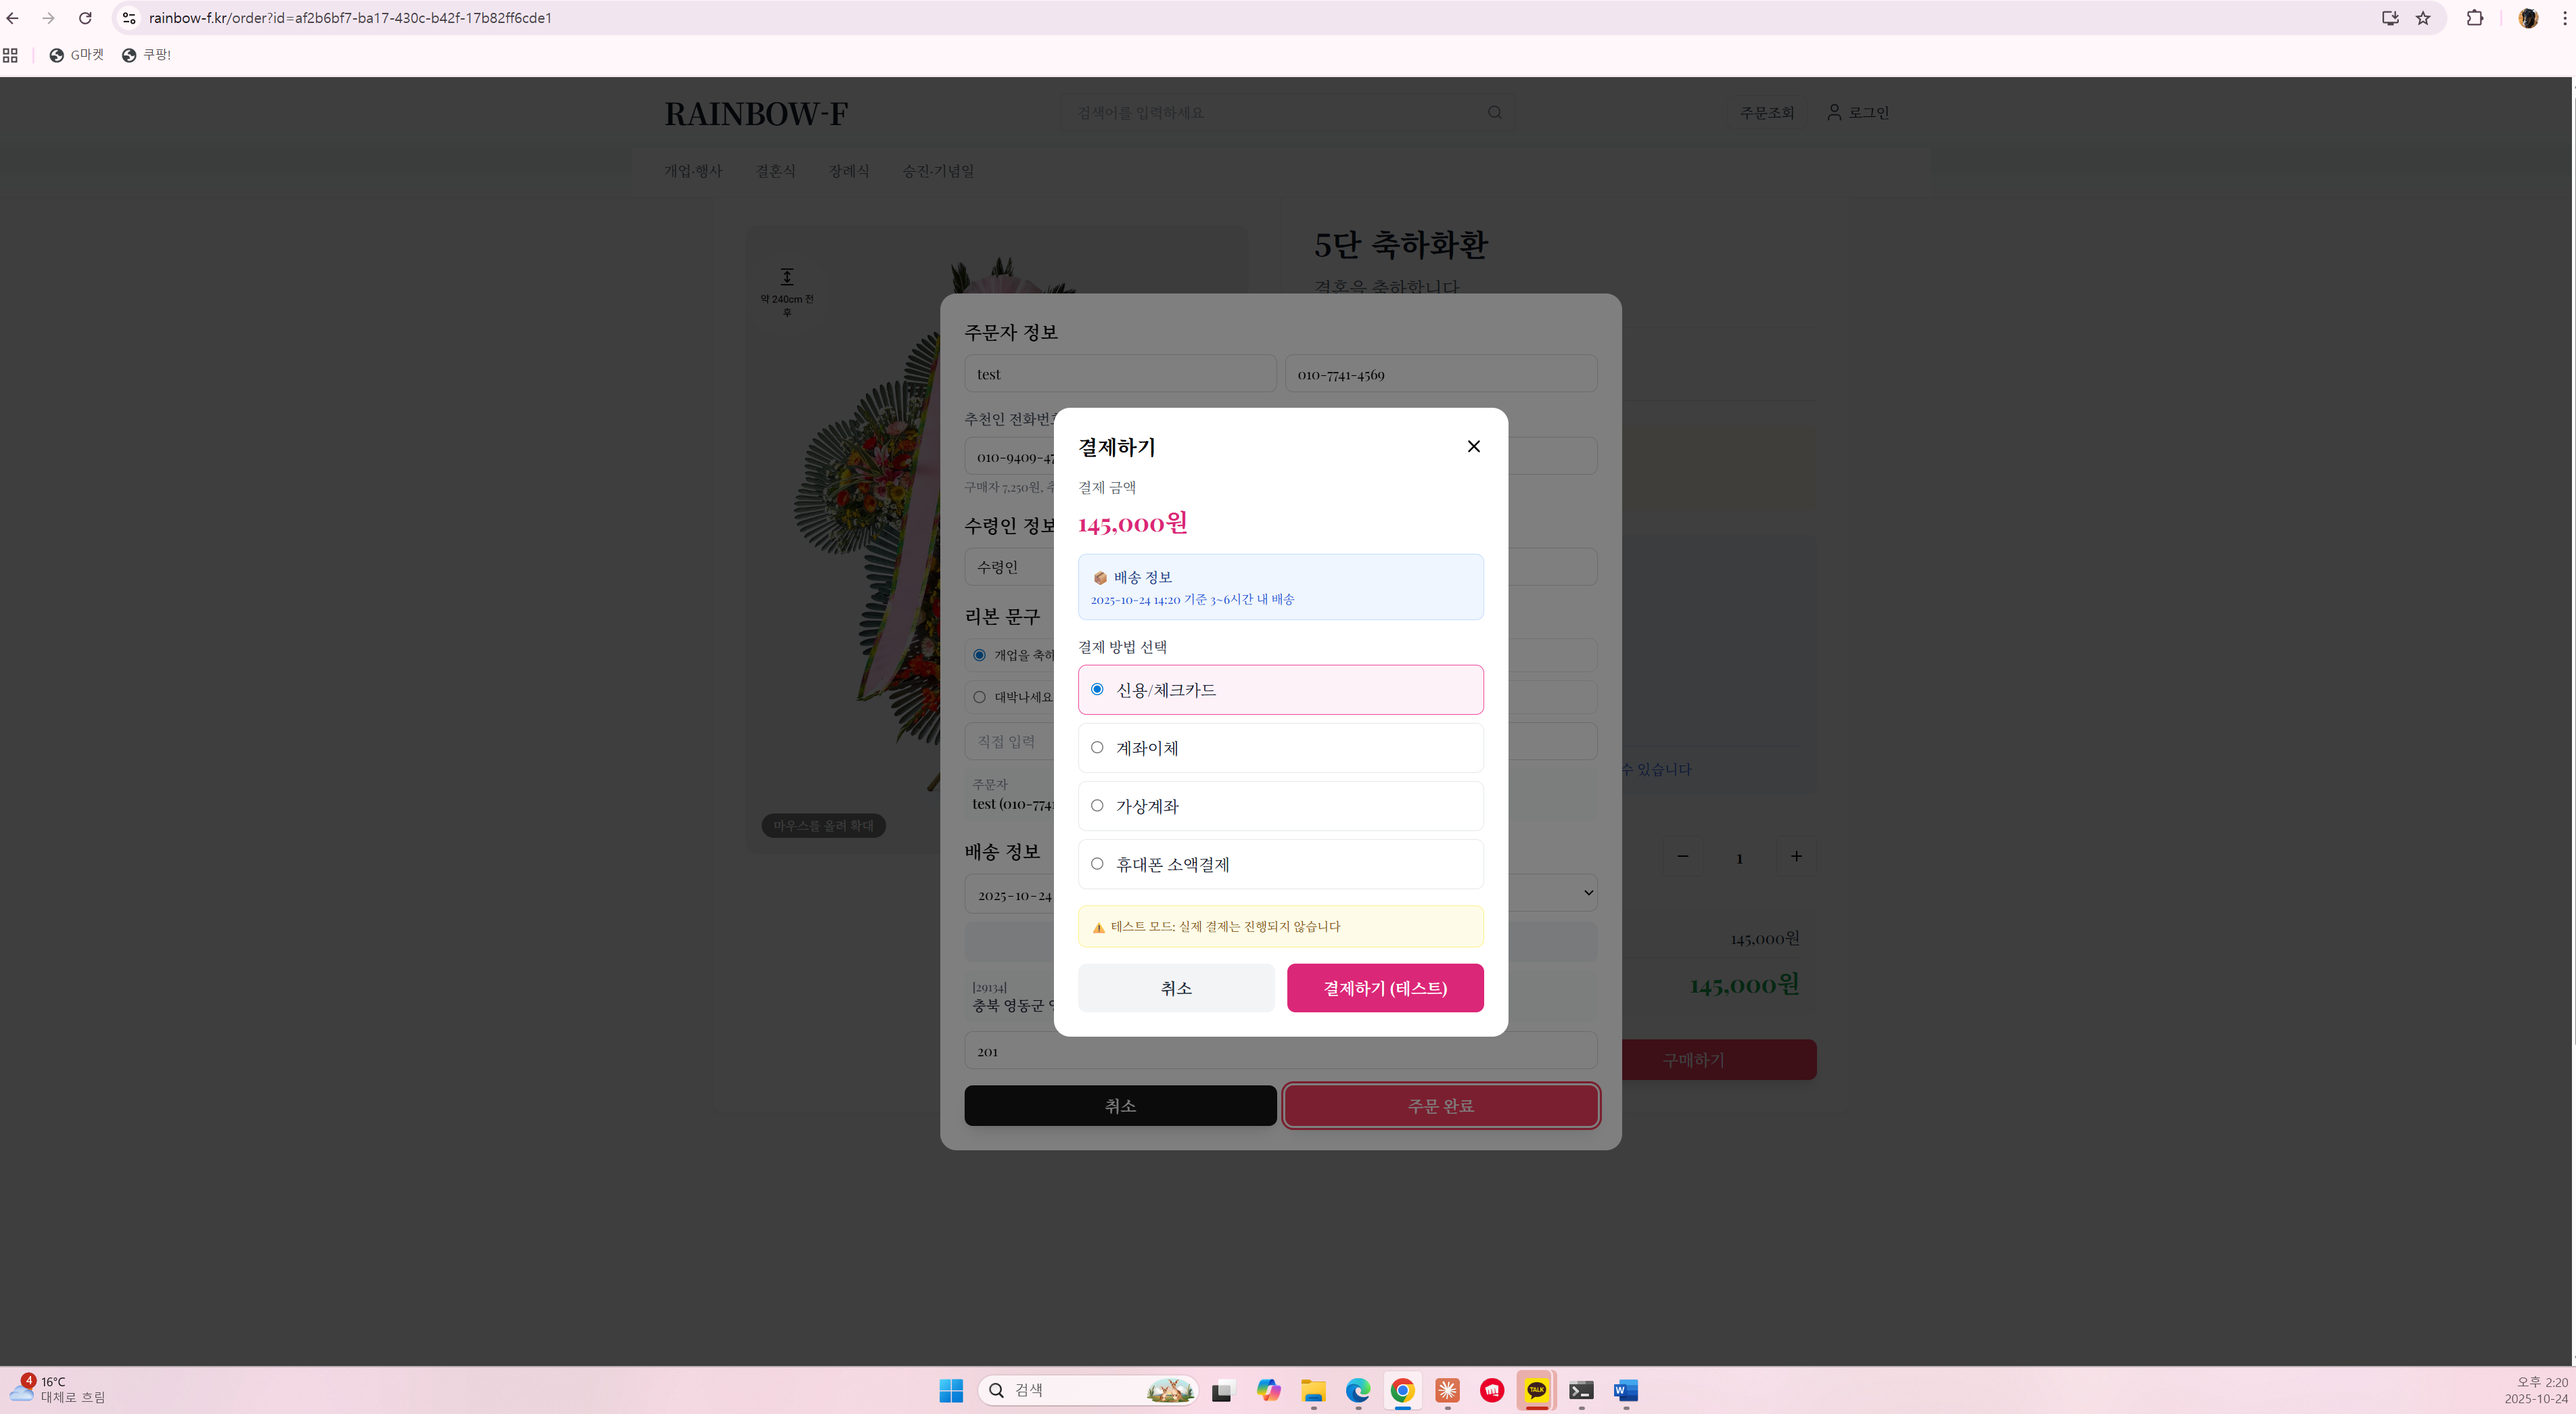 rainbow-f.kr/order?id=af2b6bf7-ba17-430c-b42f-17b82ff6cde1
G마켓 쿠팡!
RAINBOW-F
검색어를 입력하세요
주문조회 로그인
개업·행사 결혼식 장례식 승진·기념일
약 240cm 전
후
마우스를 올려 확대
5단 축하화환
결혼을 축하합니다
수 있습니다
1
145,000원
145,000원
구매하기
주문자 정보
test
010-7741-4569
추천인 전화번호
010-9409-47
구매자 7,250원,
수령인 정보
수령인
리본 문구
개업을 축하
대박나세요
직접 입력
주문자
test (010-7741
배송 정보
2025-10-24
[29134]
충북 영동군
201
취소
주문 완료
결제하기
결제 금액
145,000원
📦 배송 정보
2025-10-24 14:20 기준 3~6시간 내 배송
결제 방법 선택
신용/체크카드
계좌이체
가상계좌
휴대폰 소액결제
⚠️ 테스트 모드: 실제 결제는 진행되지 않습니다
취소
결제하기 (테스트)
4
16°C
대체로 흐림
검색
TALK
오후 2:20
2025-10-24